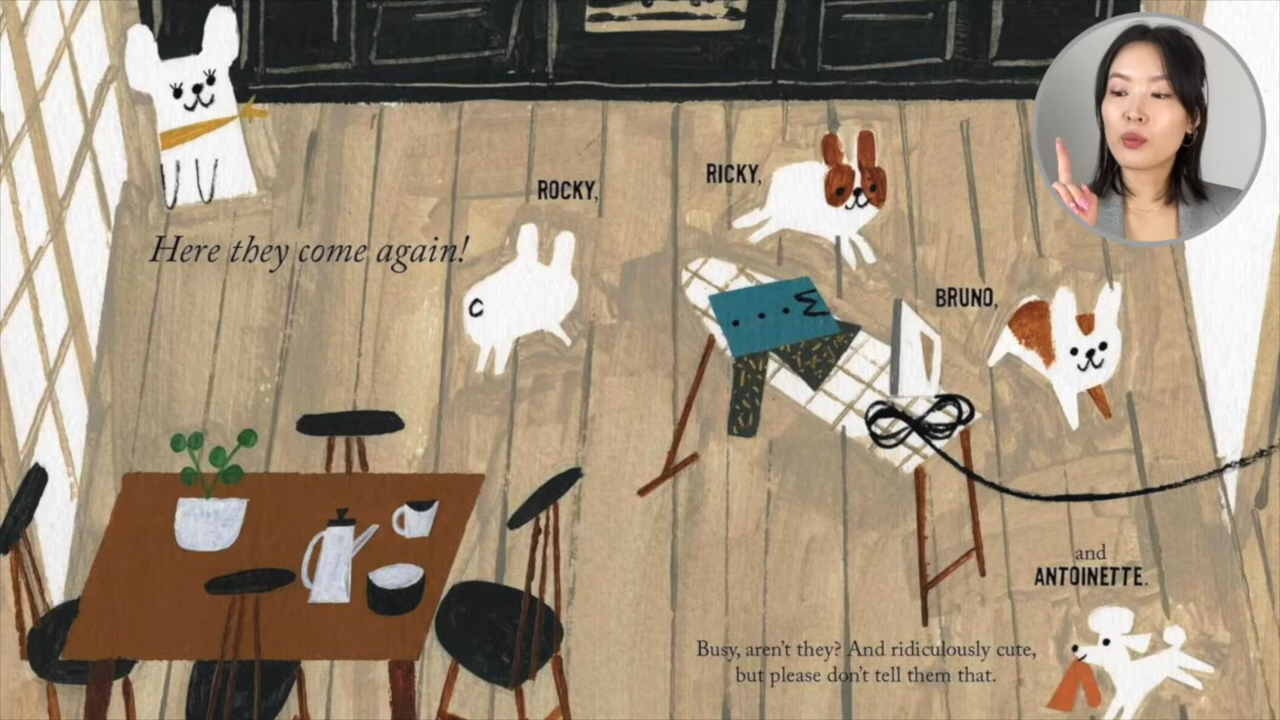 Here they come again!
ROCKY,
RICKY,
BRUNO,
and
ANTOINETTE.
Busy, aren't they? And ridiculously cute,
but please don't tell them that.